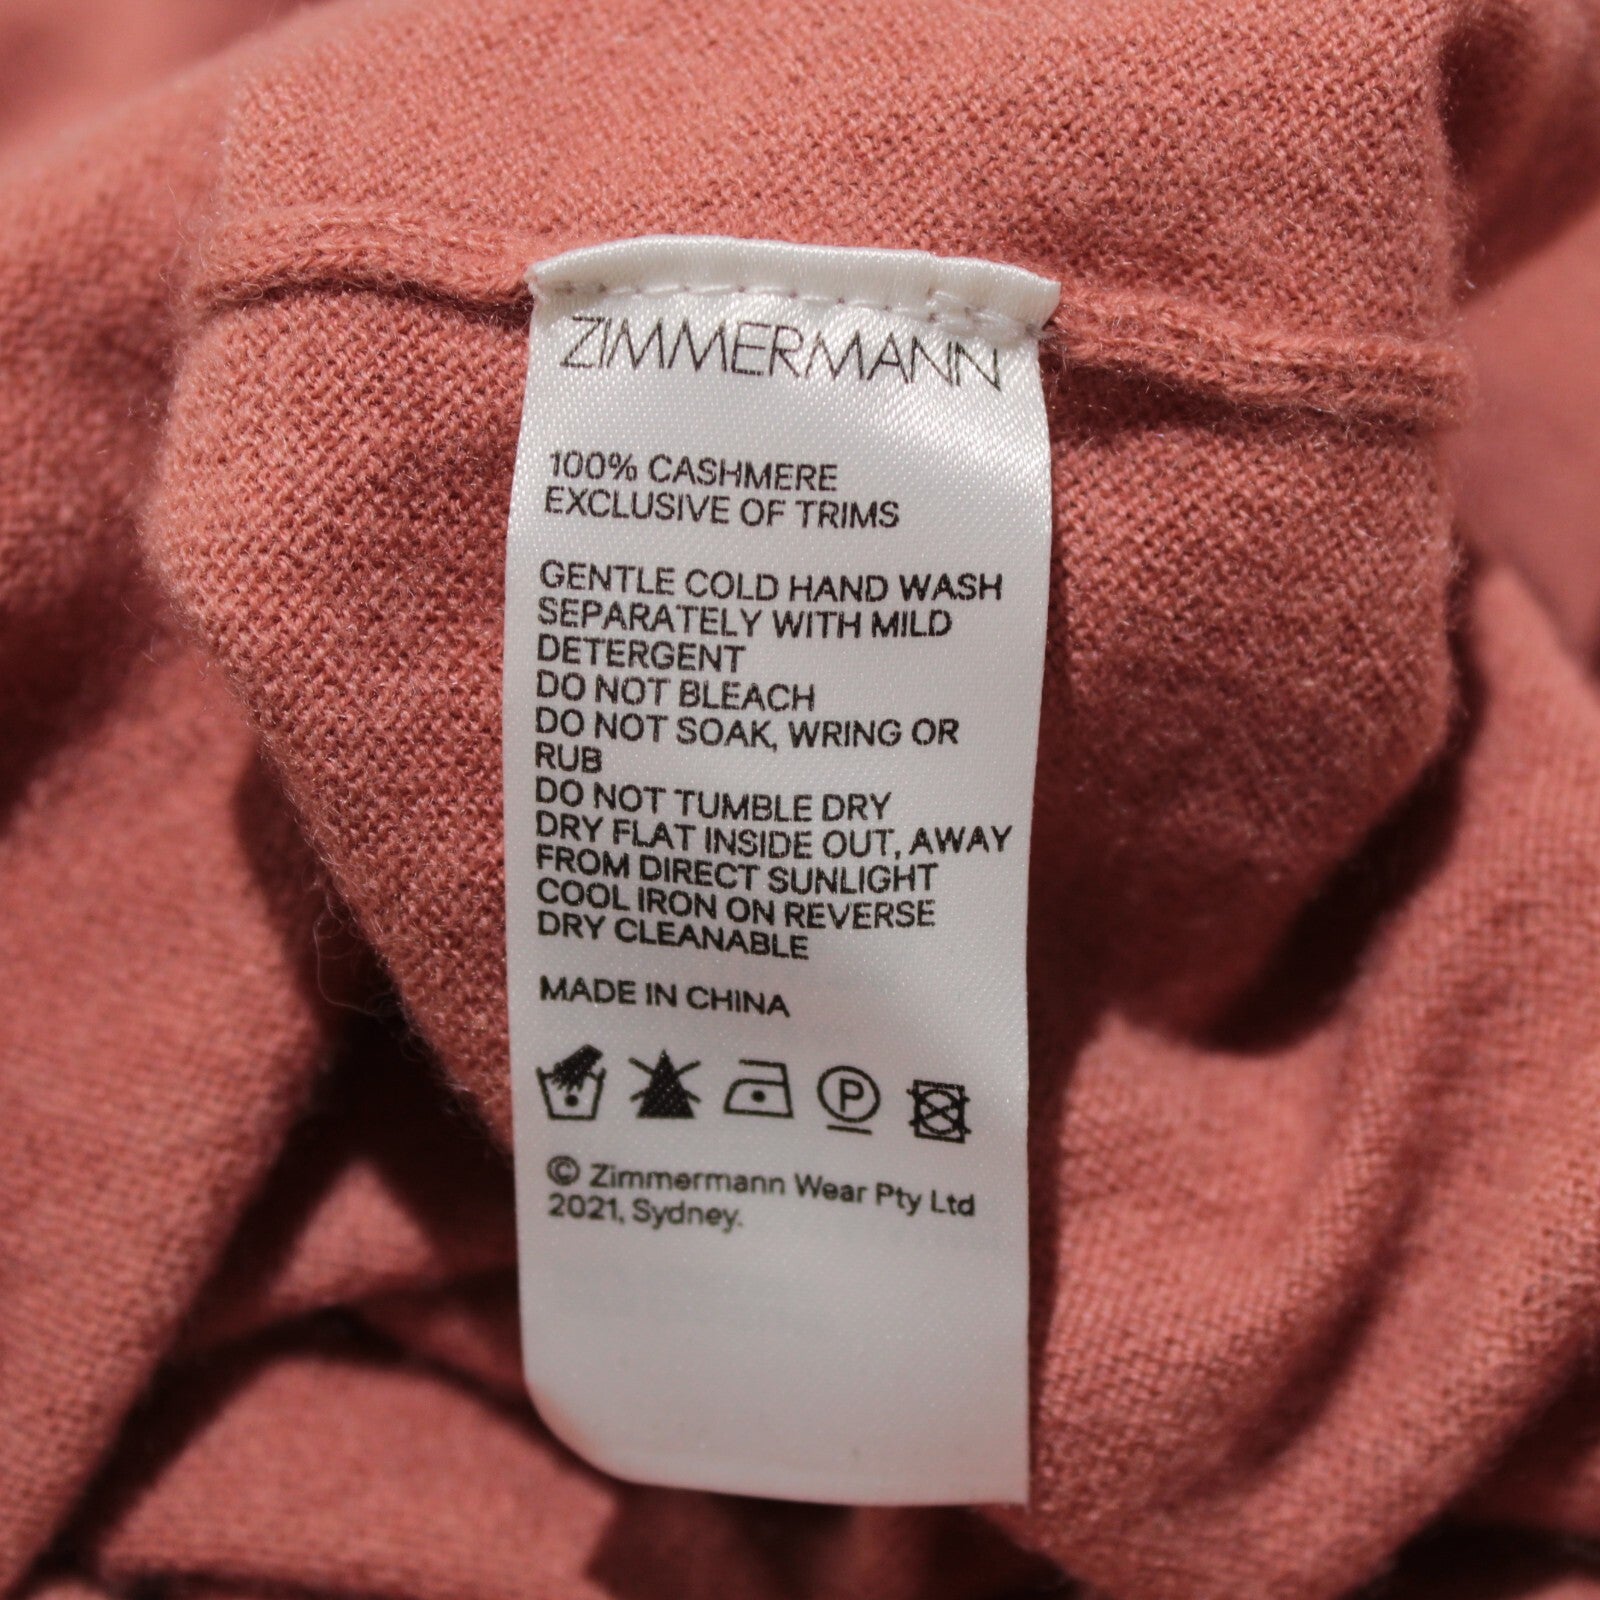 ZIMMERMANN
100% CASHMERE
EXCLUSIVE OF TRIMS
GENTLE COLD HAND WASH
SEPARATELY WITH MILD
DETERGENT
DO NOT BLEACH
DO NOT SOAK, WRING OR
RUB
DO NOT TUMBLE DRY
DRY FLAT INSIDE OUT, AWAY
FROM DIRECT SUNLIGHT
COOL IRON ON REVERSE
DRY CLEANABLE
MADE IN CHINA
P
© Zimmermann Wear Pty Ltd
2021, Sydney.